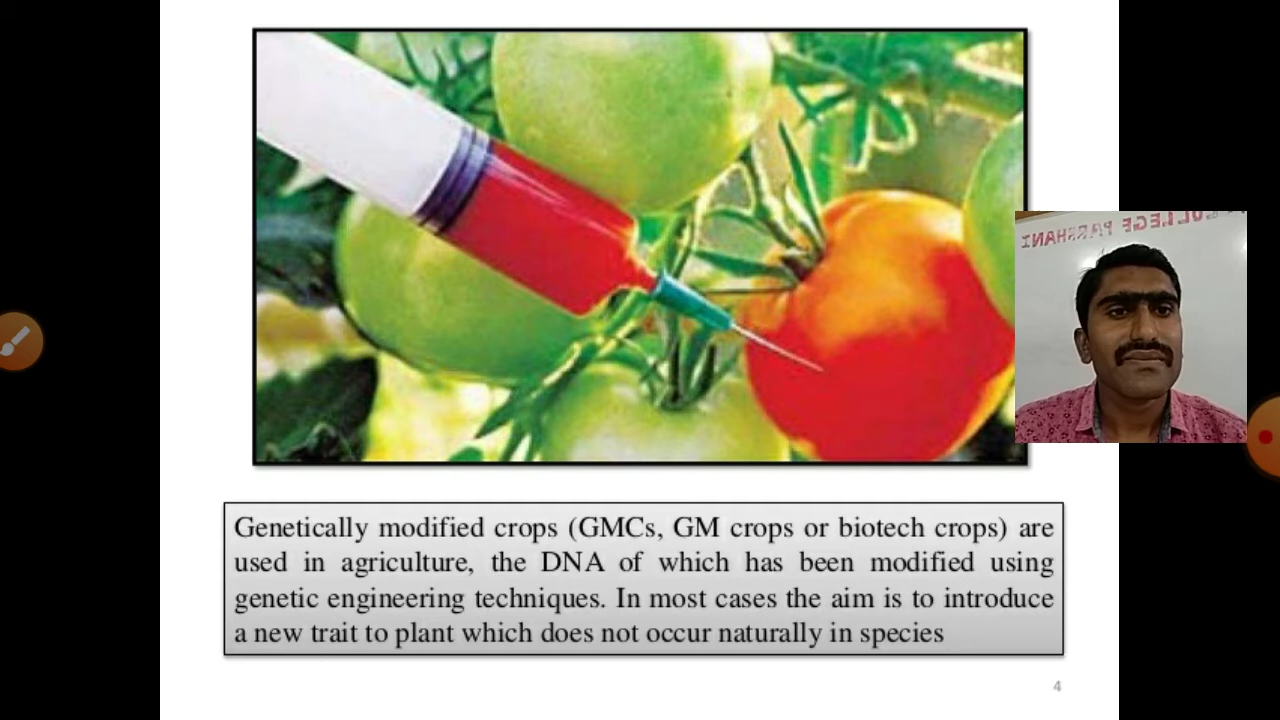 COLLEGE PARBHANI
Genetically modified crops (GMCs, GM crops or biotech crops) are
used in agriculture, the DNA of which has been modified using
genetic engineering techniques. In most cases the aim is to introduce
a new trait to plant which does not occur naturally in species
4